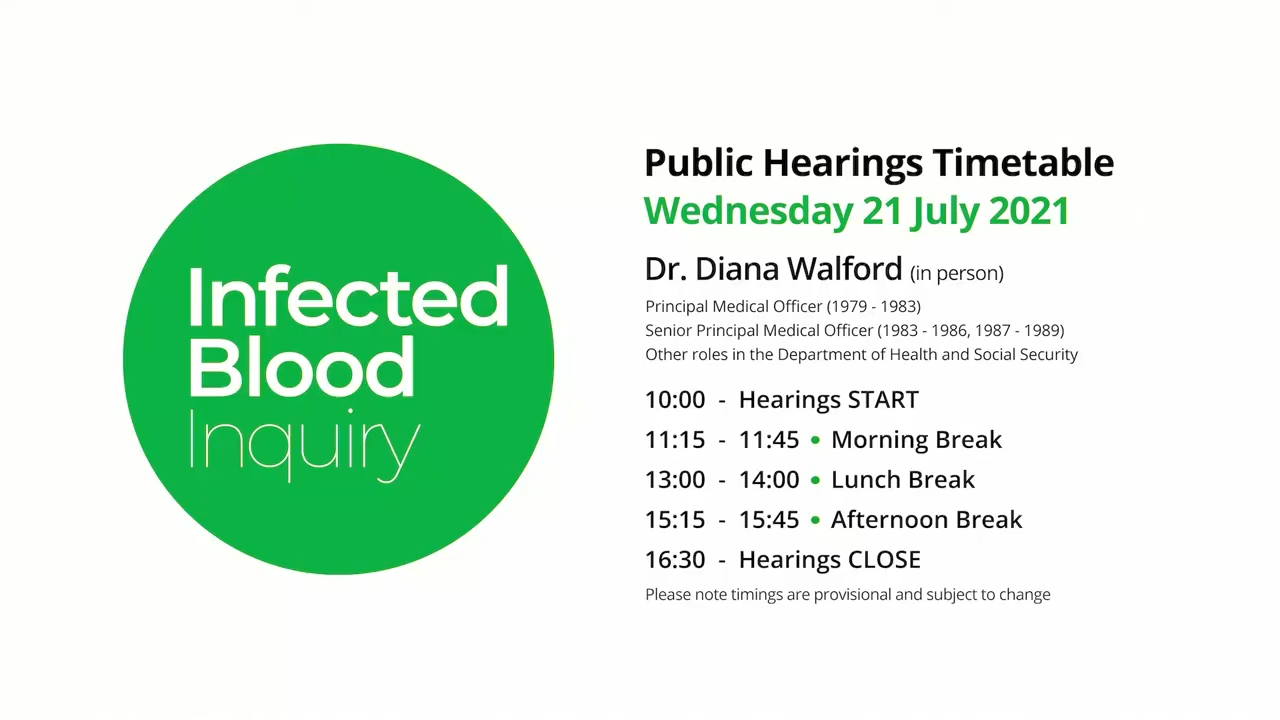 Infected
Blood
Inquiry
Public Hearings Timetable
Wednesday 21 July 2021
Dr. Diana Walford (in person)
Principal Medical Officer (1979 - 1983)
Senior Principal Medical Officer (1983 - 1986, 1987 - 1989)
Other roles in the Department of Health and Social Security
10:00 - Hearings START
11:15 - 11:45 • Morning Break
13:00 - 14:00 • Lunch Break
15:15 - 15:45 • Afternoon Break
16:30 - Hearings CLOSE
Please note timings are provisional and subject to change